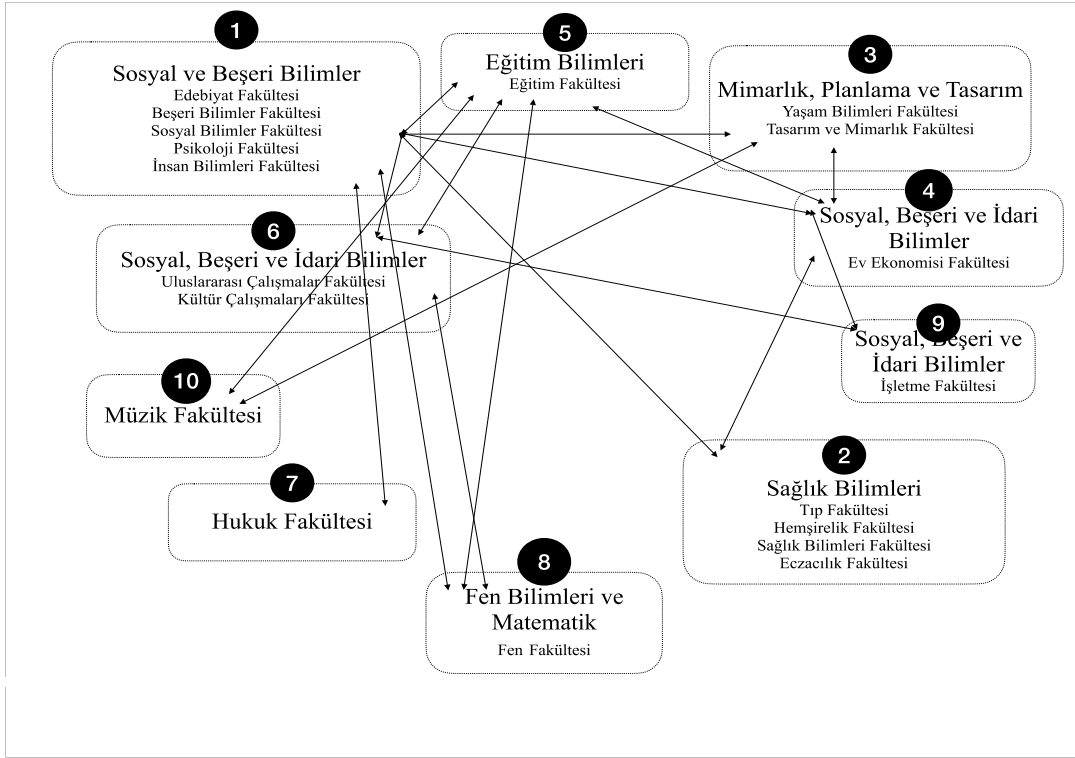 1
Sosyal ve Beşeri Bilimler
Edebiyat Fakültesi
Beşeri Bilimler Fakültesi
Sosyal Bilimler Fakültesi
Psikoloji Fakültesi
İnsan Bilimleri Fakültesi
5
Eğitim Bilimleri
Eğitim Fakültesi
3
Mimarlık, Planlama ve Tasarım
Yaşam Bilimleri Fakültesi
Tasarım ve Mimarlık Fakültesi
4
Sosyal, Beşeri ve İdari
Bilimler
Ev Ekonomisi Fakültesi
6
Sosyal, Beşeri ve İdari Bilimler
Uluslararası Çalışmalar Fakültesi
Kültür Çalışmaları Fakültesi
9
Sosyal, Beşeri ve
İdari Bilimler
İşletme Fakültesi
10
Müzik Fakültesi
2
Sağlık Bilimleri
Tıp Fakültesi
Hemşirelik Fakültesi
Sağlık Bilimleri Fakültesi
Eczacılık Fakültesi
7
Hukuk Fakültesi
8
Fen Bilimleri ve
Matematik
Fen Fakültesi